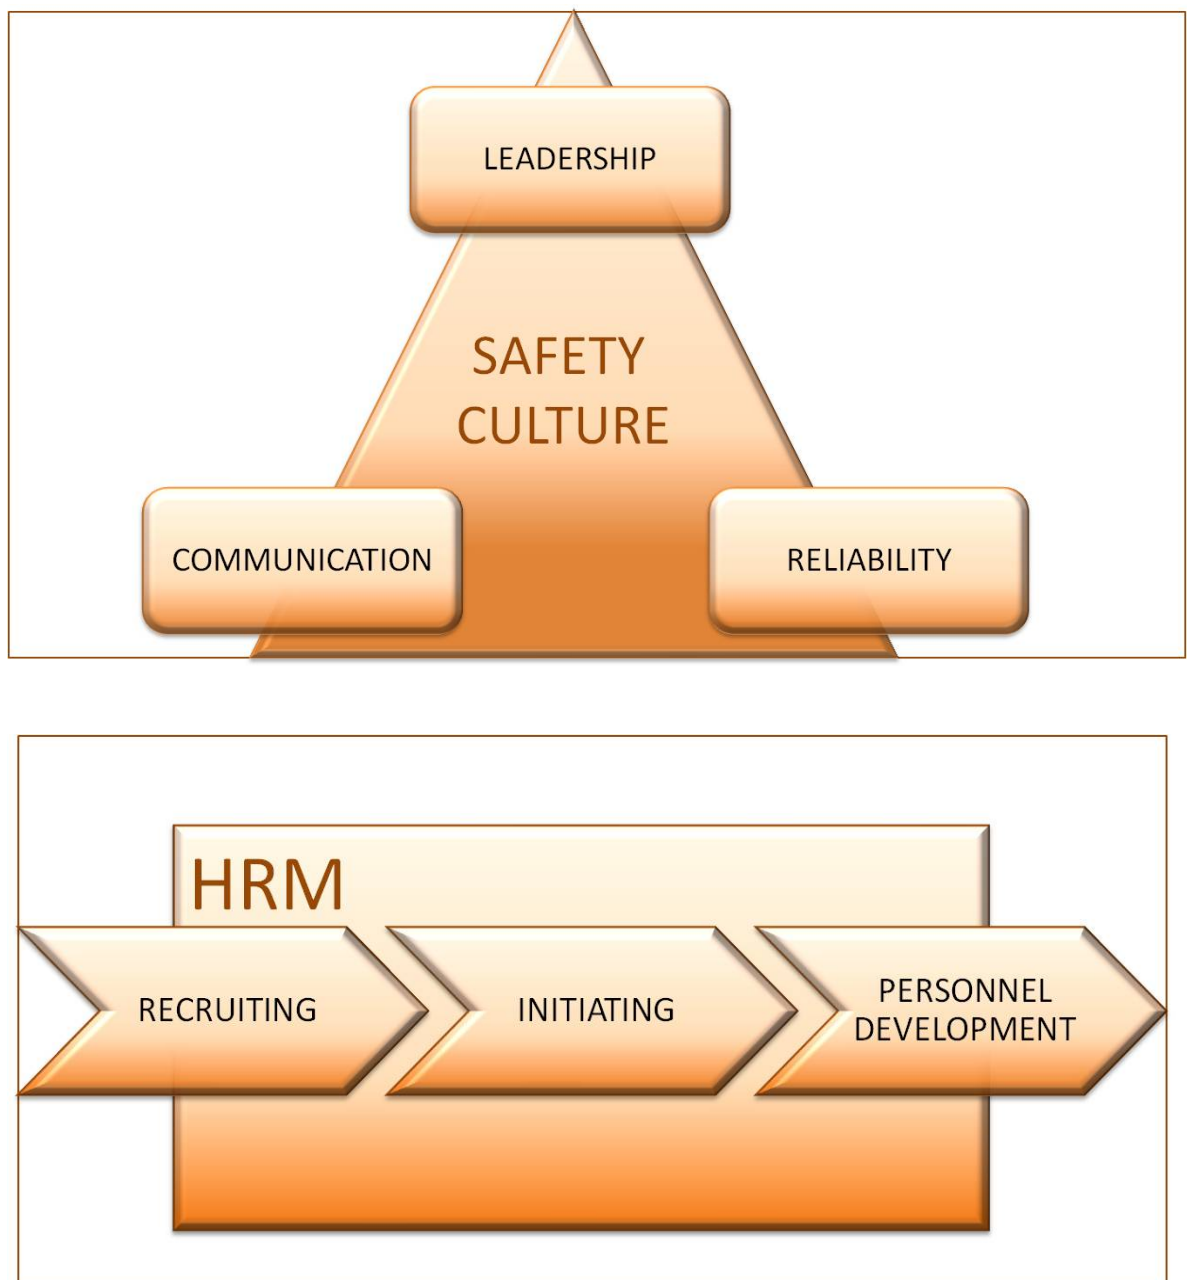 LEADERSHIP
SAFETY
CULTURE
COMMUNICATION
RELIABILITY
HRM
RECRUITING
INITIATING
PERSONNEL
DEVELOPMENT